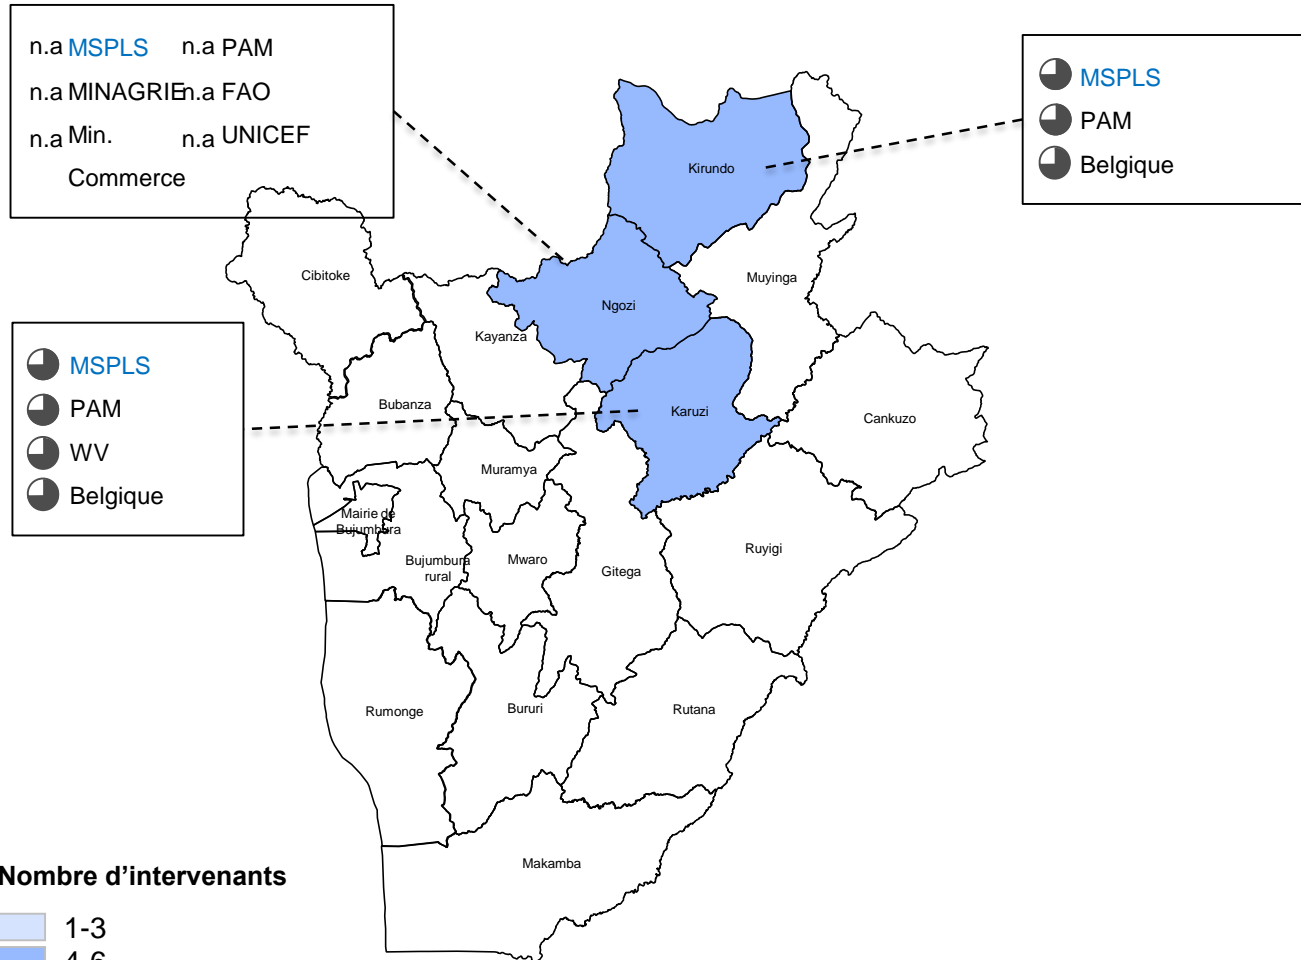 n.a MSPLS n.a PAM
n.a MINAGRIE n.a FAO
n.a Min. n.a UNICEF
Commerce
MSPLS
PAM
Belgique
Kirundo
Cibitoke
Muyinga
Ngozi
Kayanza
MSPLS
PAM
WV
Belgique
Bubanza
Karuzi
Cankuzo
Muramya
Mairie de
Bujumbura
Bujumbura
rural
Mwaro
Gitega
Ruyigi
Rumonge
Bururi
Rutana
Makamba
Nombre d’intervenants
1-3
4-6